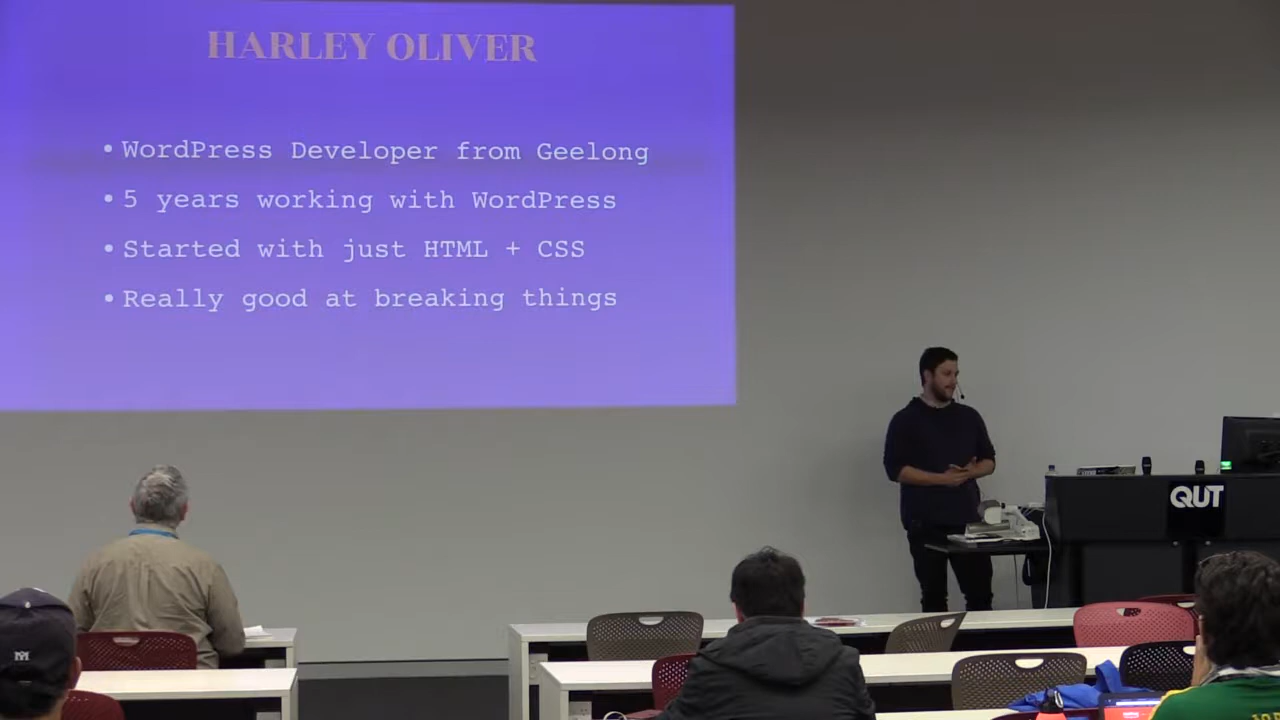 HARLEY OLIVER
• WordPress Developer from Geelong
• 5 years working with WordPress
• Started with just HTML + CSS
• Really good at breaking things
QUT